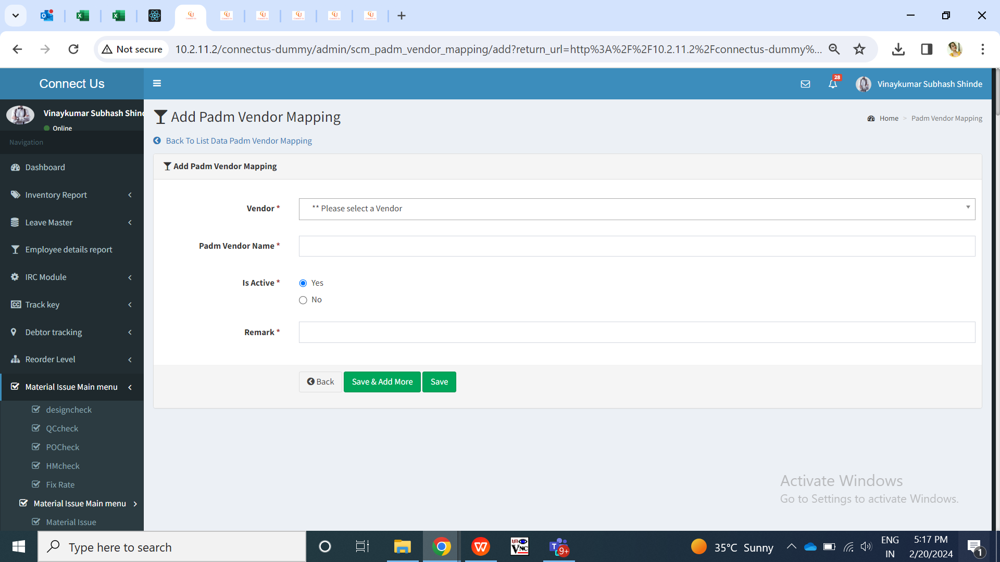 Not secure
10.2.11.2/connectus-dummy/admin/scm_padm_vendor_mapping/add?return_url=http%3A%2F%2F10.2.11.2%2Fconnectus-dummy%...
Connect Us
28
Vinaykumar Subhash Shinde
Vinaykumar Subhash Shind
Online
Navigation
Dashboard
Inventory Report
Leave Master
Employee details report
IRC Module
Track key
Debtor tracking
Reorder Level
Material Issue Main menu
designcheck
QCcheck
POCheck
HMcheck
Fix Rate
Material Issue Main menu
Material Issue
Add Padm Vendor Mapping
Home > Padm Vendor Mapping
Back To List Data Padm Vendor Mapping
Add Padm Vendor Mapping
Vendor *
** Please select a Vendor
Padm Vendor Name *
Is Active *
Yes
No
Remark *
Back
Save & Add More
Save
Activate Windows
Go to Settings to activate Windows.
Type here to search
9+
35°C Sunny
ENG
IN
5:17 PM
2/20/2024
1